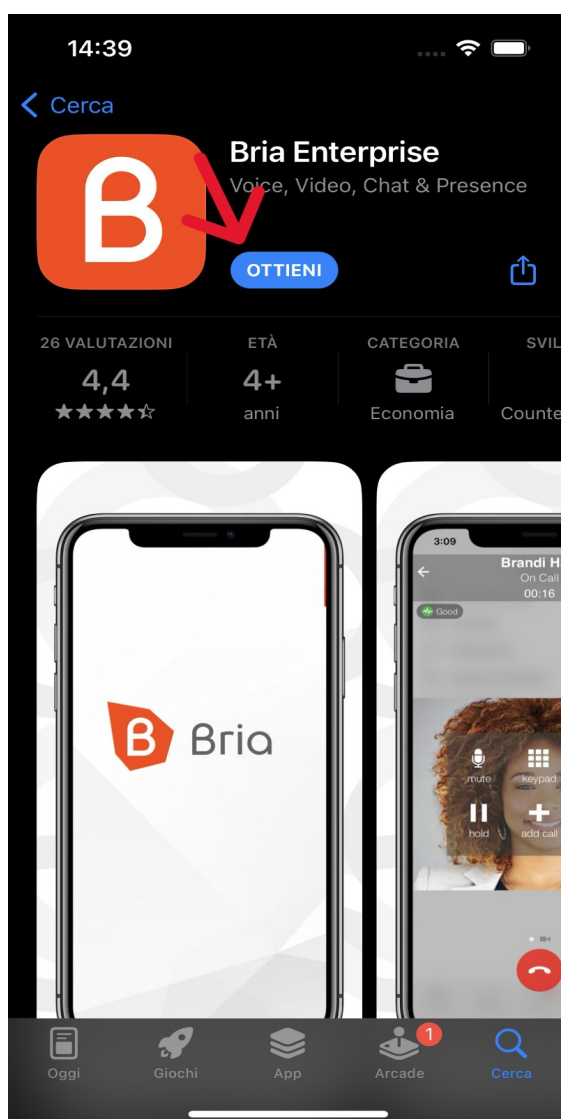 14:39
Cerca
B
Bria Enterprise
Voice, Video, Chat & Presence
OTTIENI
26 VALUTAZIONI
ETÀ
CATEGORIA
SVIL
4,4
4+
anni
Economia
Counte
3:09
Brandi H
On Call
00:16
Good
B Bria
mute
keypad
hold
add call
1
Oggi
Giochi
App
Arcade
Cerca